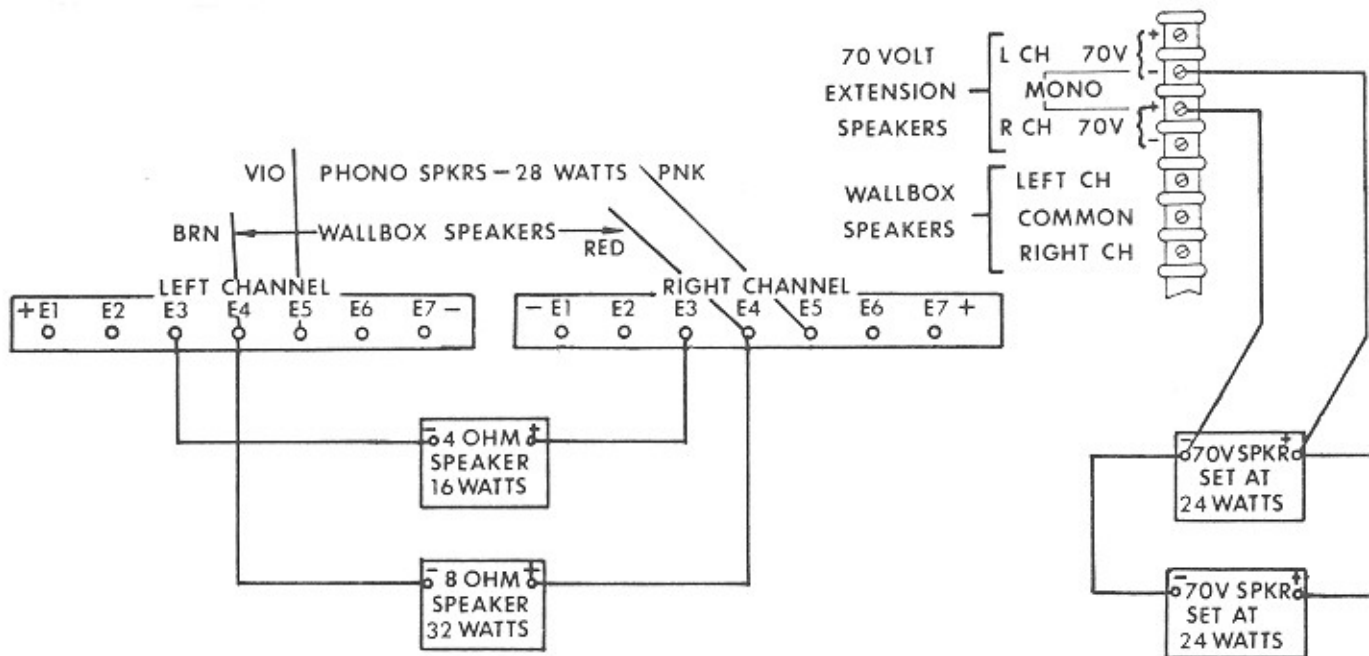 70 VOLT
EXTENSION
SPEAKERS
L CH 70V + -
MONO
R CH 70V + -
WALLBOX
SPEAKERS
LEFT CH
COMMON
RIGHT CH
VIO PHONO SPKRS – 28 WATTS PNK
BRN WALLBOX SPEAKERS RED
LEFT CHANNEL
+ E1 E2 E3 E4 E5 E6 E7 -
RIGHT CHANNEL
- E1 E2 E3 E4 E5 E6 E7 +
- 4 OHM +
SPEAKER
16 WATTS
- 8 OHM +
SPEAKER
32 WATTS
- 70V SPKR +
SET AT
24 WATTS
- 70V SPKR +
SET AT
24 WATTS